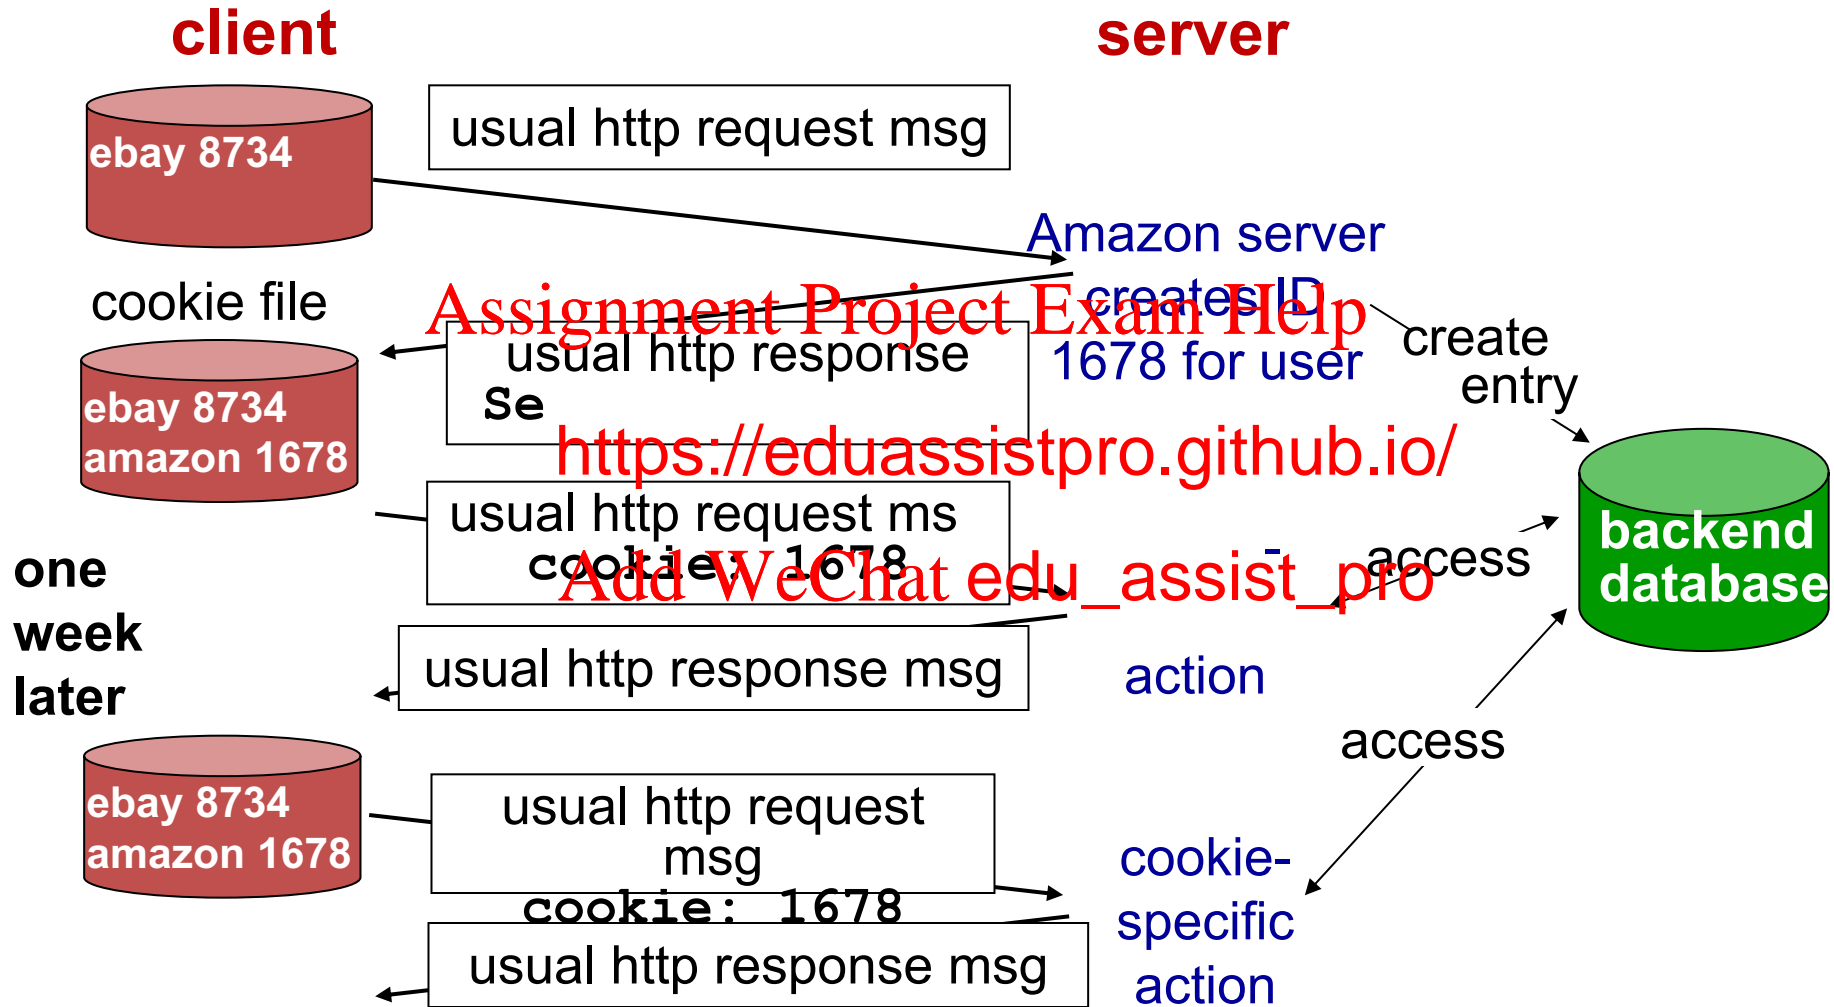 client
server
ebay 8734
usual http request msg
Amazon server
creates ID
1678 for user
cookie file
Assignment Project Exam Help
usual http response
Se
create
entry
ebay 8734
amazon 1678
https://eduassistpro.github.io/
usual http request ms
cookie: 1678
-
access
backend
database
Add WeChat edu_assist_pro
one
week
later
usual http response msg
action
access
ebay 8734
amazon 1678
usual http request
msg
cookie: 1678
cookie-
specific
action
usual http response msg